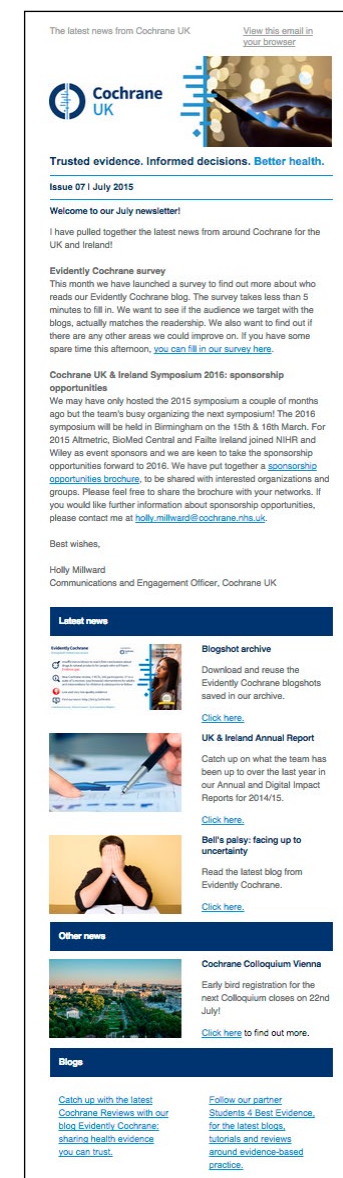 The latest news from Cochrane UK
View this email in
your browser
Cochrane
UK
Trusted evidence. Informed decisions. Better health.
Issue 07 | July 2015
Welcome to our July newsletter!
I have pulled together the latest news from around Cochrane for the
UK and Ireland!
Evidently Cochrane survey
This month we have launched a survey to find out more about who
reads our Evidently Cochrane blog. The survey takes less than 5
minutes to fill in. We want to see if the audience we target with the
blogs, actually matches the readership. We also want to find out if
there are any other areas we could improve on. If you have some
spare time this afternoon, you can fill in our survey here.
Cochrane UK & Ireland Symposium 2016: sponsorship
opportunities
We may have only hosted the 2015 symposium a couple of months
ago but the team's busy organizing the next symposium! The 2016
symposium will be held in Birmingham on the 15th & 16th March. For
2015 Altmetric, BioMed Central and Failte Ireland joined NIHR and
Wiley as event sponsors and we are keen to take the sponsorship
opportunities forward to 2016. We have put together a sponsorship
opportunities brochure, to be shared with interested organizations and
groups. Please feel free to share the brochure with your networks. If
you would like further information about sponsorship opportunities,
please contact me at holly.millward@cochrane.nhs.uk.
Best wishes,
Holly Millward
Communications and Engagement Officer, Cochrane UK
Latest news
Evidently Cochrane
Blogshot archive
Download and reuse the
Evidently Cochrane blogshots
saved in our archive.
Click here.
UK & Ireland Annual Report
Catch up on what the team has
been up to over the last year in
our Annual and Digital Impact
Reports for 2014/15.
Click here.
Bell's palsy: facing up to
uncertainty
Read the latest blog from
Evidently Cochrane.
Click here.
Other news
Cochrane Colloquium Vienna
Early bird registration for the
next Colloquium closes on 22nd
July!
Click here to find out more.
Blogs
Catch up with the latest
Cochrane Reviews with our
blog Evidently Cochrane:
sharing health evidence
you can trust.
Follow our partner
Students 4 Best Evidence,
for the latest blogs,
tutorials and reviews
around evidence-based
practice.